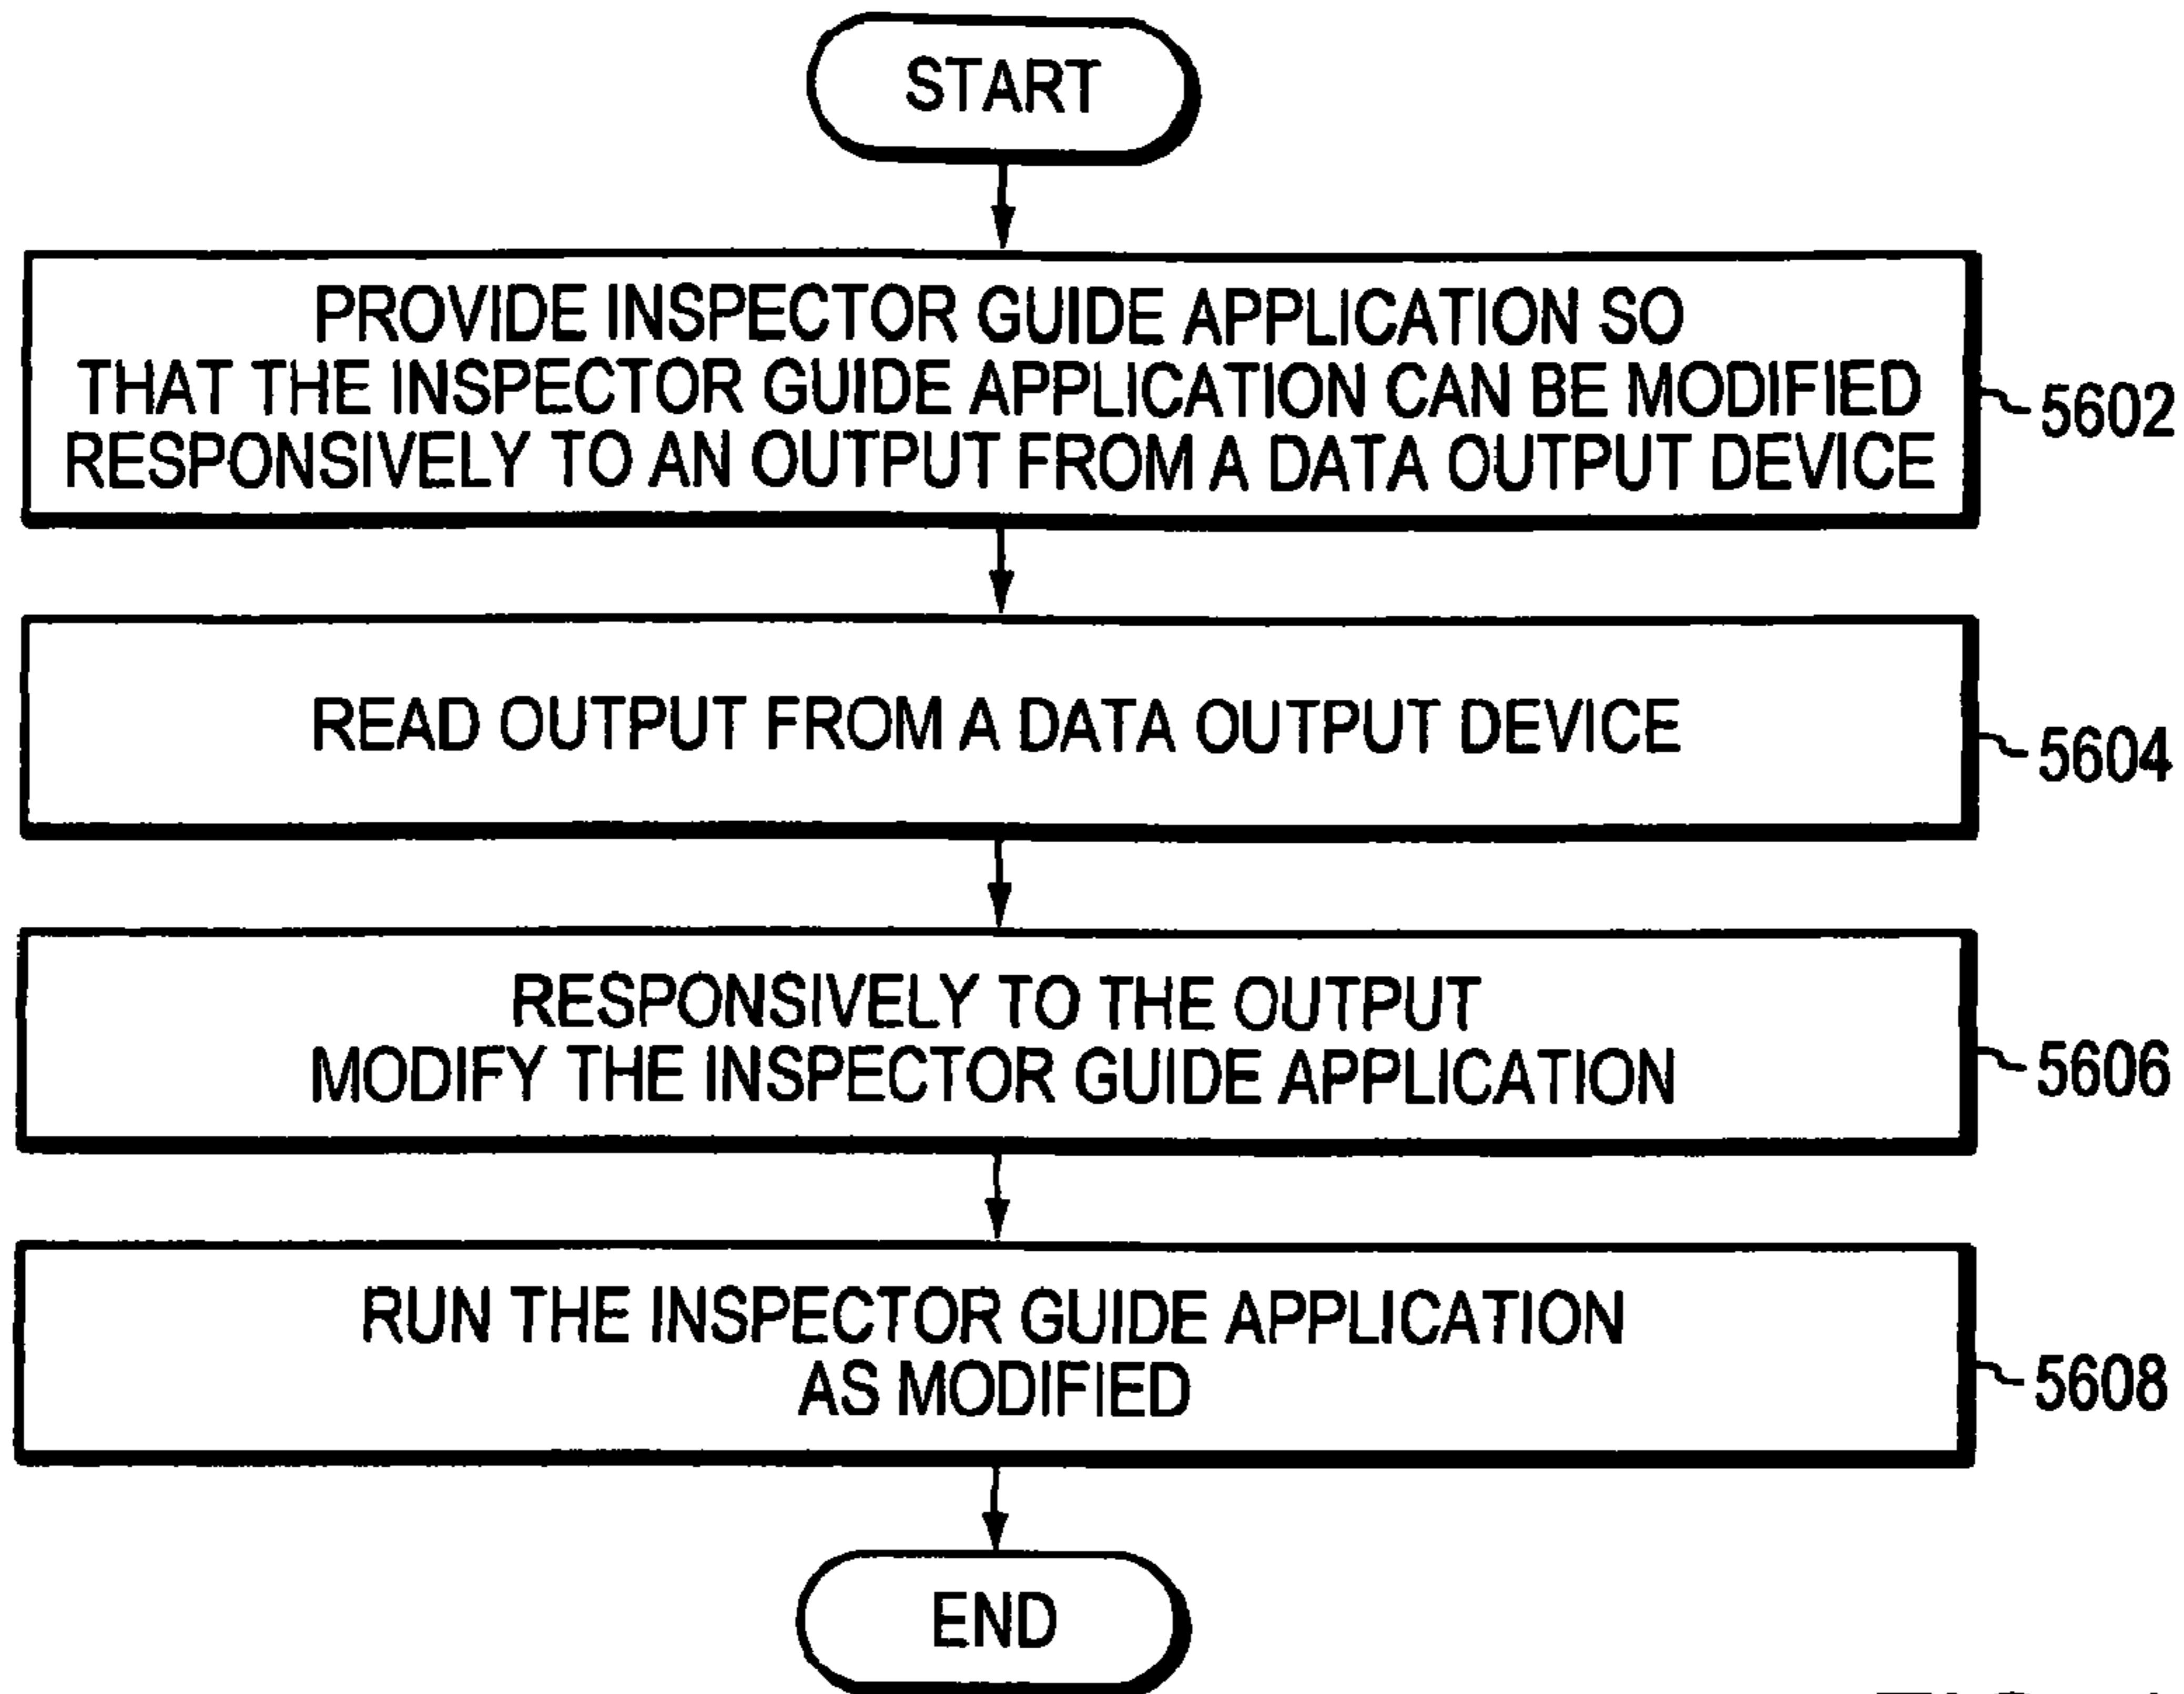 START
PROVIDE INSPECTOR GUIDE APPLICATION SO
THAT THE INSPECTOR GUIDE APPLICATION CAN BE MODIFIED
RESPONSIVELY TO AN OUTPUT FROM A DATA OUTPUT DEVICE
5602
READ OUTPUT FROM A DATA OUTPUT DEVICE
5604
RESPONSIVELY TO THE OUTPUT
MODIFY THE INSPECTOR GUIDE APPLICATION
5606
RUN THE INSPECTOR GUIDE APPLICATION
AS MODIFIED
5608
END